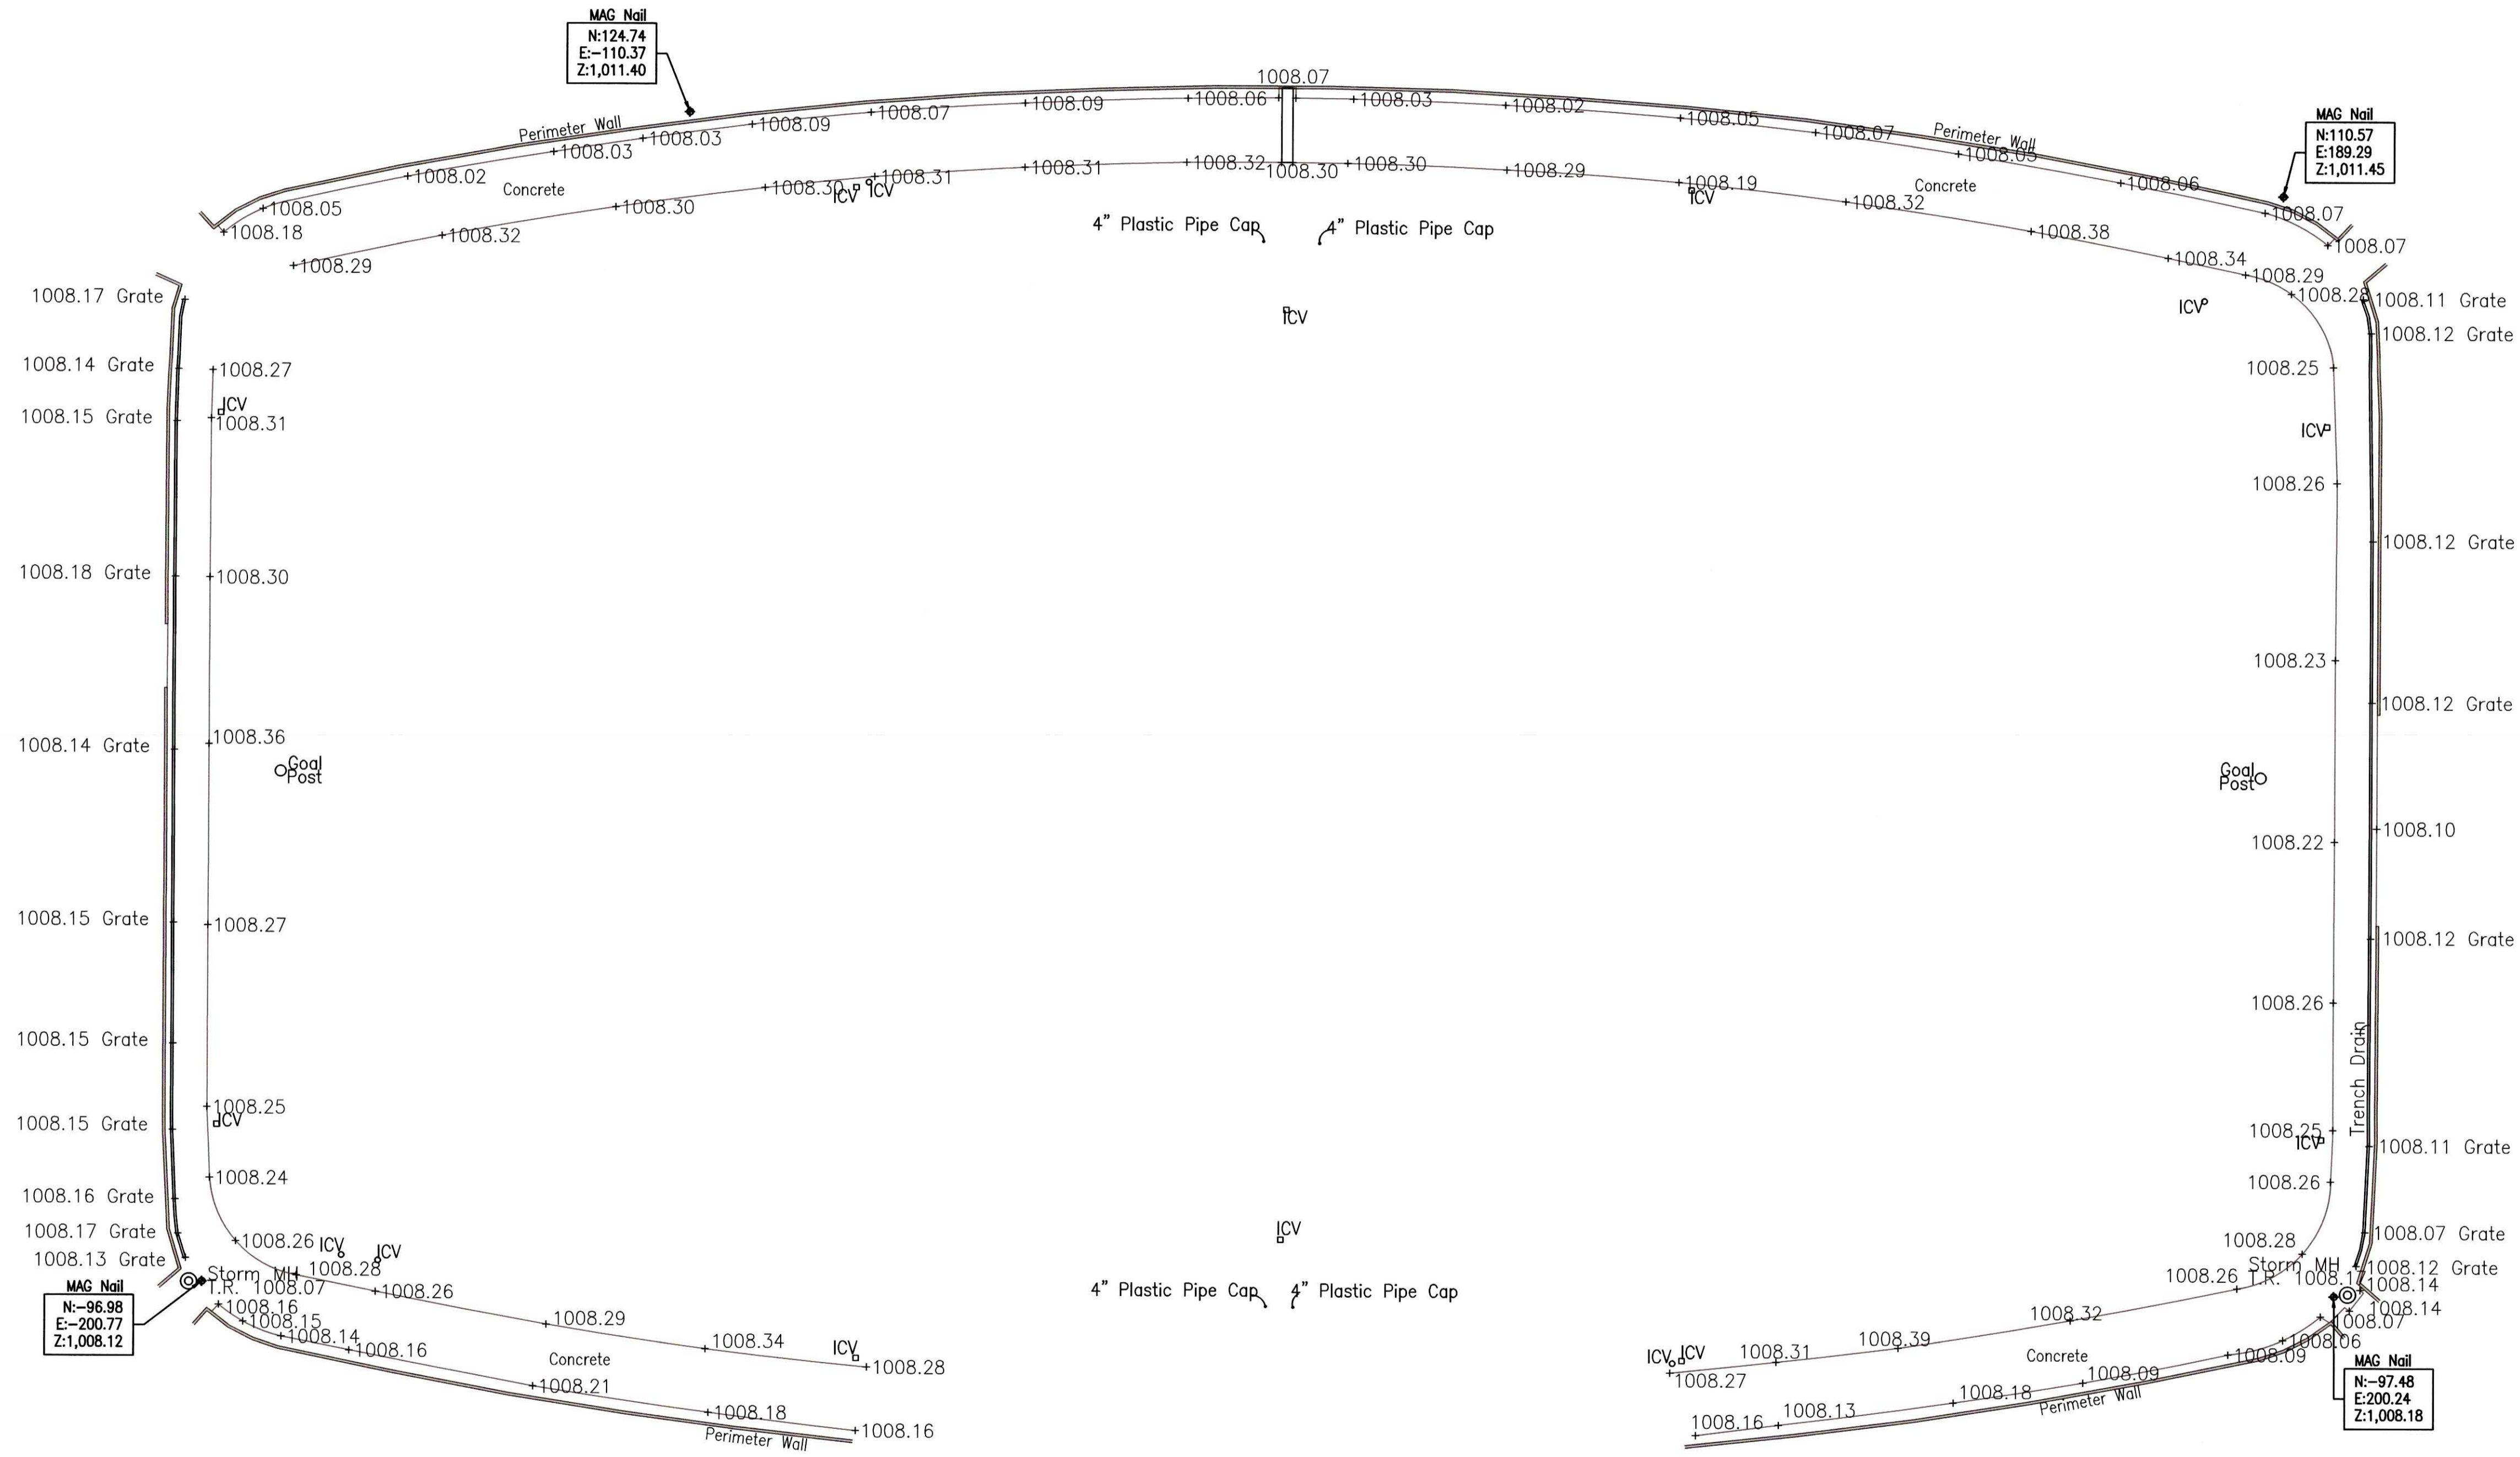 MAG Nail
N:124.74
E:-110.37
Z:1,011.40
1008.07
1008.09
1008.06
1008.03
1008.02
1008.07
1008.09
1008.03
1008.03
Perimeter Wall
1008.02
1008.05
1008.18
Concrete
1008.05
1008.07
Perimeter Wall
1008.05
1008.06
1008.07
1008.07
MAG Nail
N:110.57
E:189.29
Z:1,011.45
Concrete
1008.29
1008.32
1008.30
1008.30
ICV
ICV
1008.31
1008.31
1008.32
1008.30
1008.30
1008.29
1008.19
ICV
1008.32
1008.38
1008.34
1008.29
1008.28
4" Plastic Pipe Cap
4" Plastic Pipe Cap
ICV
ICV
1008.17 Grate
1008.14 Grate
1008.15 Grate
1008.18 Grate
1008.14 Grate
1008.15 Grate
1008.15 Grate
1008.15 Grate
1008.16 Grate
1008.17 Grate
1008.13 Grate
1008.27
ICV
1008.31
1008.30
1008.36
Goal
Post
1008.27
1008.25
ICV
1008.24
1008.26
ICV
ICV
1008.11 Grate
1008.12 Grate
1008.25
ICV
1008.26
1008.12 Grate
1008.23
1008.12 Grate
Goal
Post
1008.10
1008.22
1008.12 Grate
1008.26
Trench Drain
1008.25
ICV
1008.11 Grate
1008.26
1008.07 Grate
1008.28
Storm MH
T.R. 1008.07
1008.28
1008.26
MAG Nail
N:-96.98
E:-200.77
Z:1,008.12
1008.16
1008.15
1008.14
1008.16
1008.29
1008.34
ICV
1008.28
Concrete
1008.21
1008.18
1008.16
Perimeter Wall
ICV
4" Plastic Pipe Cap
4" Plastic Pipe Cap
ICV
ICV
1008.27
1008.31
1008.39
1008.32
1008.26
Storm MH
T.R.
1008.12 Grate
1008.14
1008.14
1008.07
1008.06
1008.09
Concrete
1008.09
1008.18
1008.13
1008.16
Perimeter Wall
MAG Nail
N:-97.48
E:200.24
Z:1,008.18